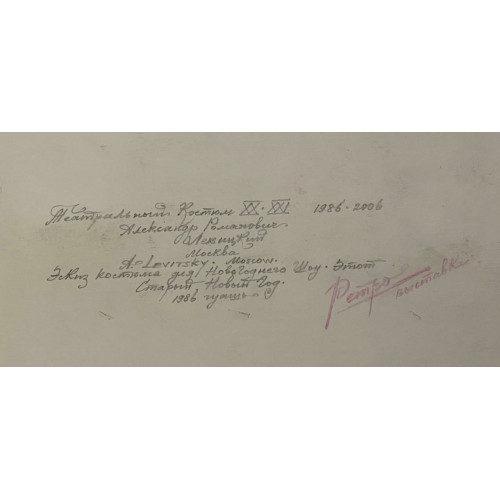 Театральный Костюм XX-XXI 1986-2006
Александр Романович
Левицкий
Москва
A-Levitsky. Moscow.
Эскиз костюма для Новогоднего Шоу. Этот
Старый, Новый Год.
1986 гуашь
Ретро
выставка